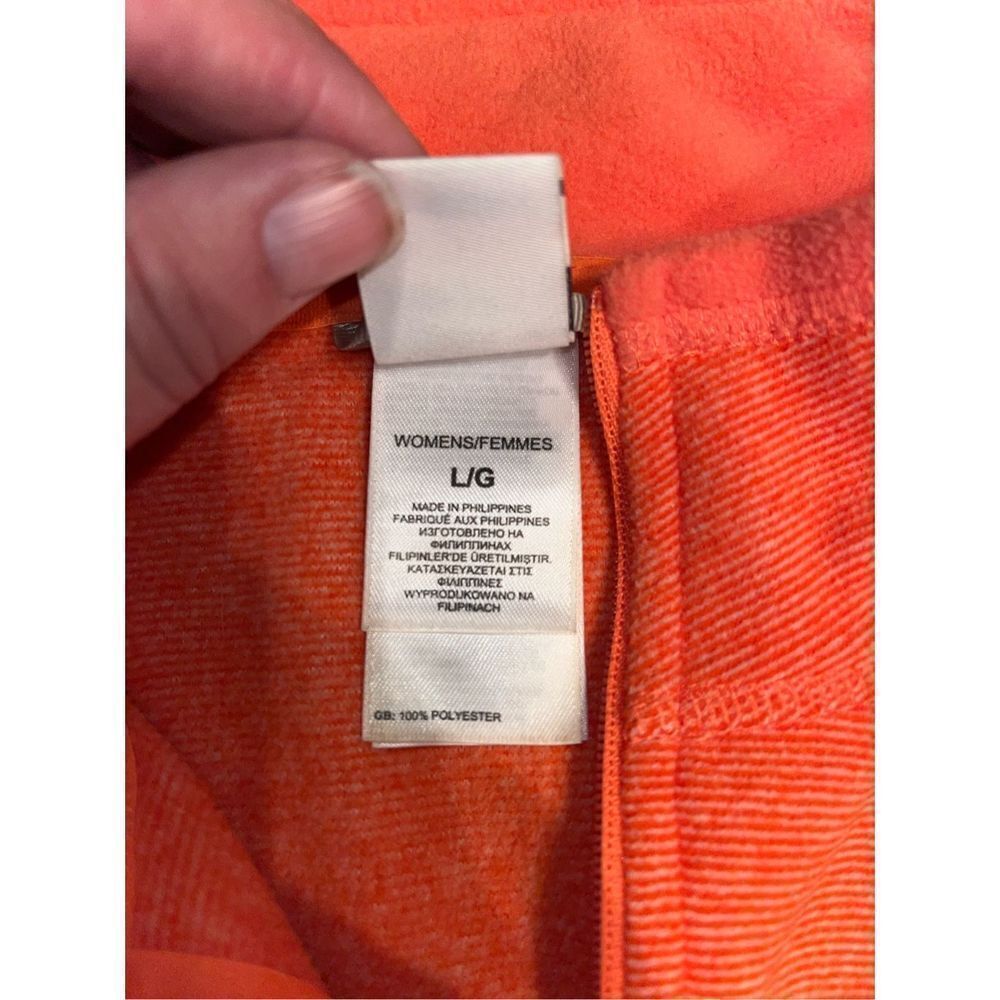 WOMENS/FEMMES
L/G
MADE IN PHILIPPINES
FABRIQUÉ AUX PHILIPPINES
ИЗГОТОВЛЕНО НА
ФИЛИППИНАХ
FILIPINLER'DE ÜRETILMIŞTIR.
ΚΑΤΑΣΚΕΥΑΖΕΤΑΙ ΣΤΙΣ
ΦΙΛΙΠΠΙΝΕΣ
WYPRODUKOWANO NA
FILIPINACH
GB: 100% POLYESTER